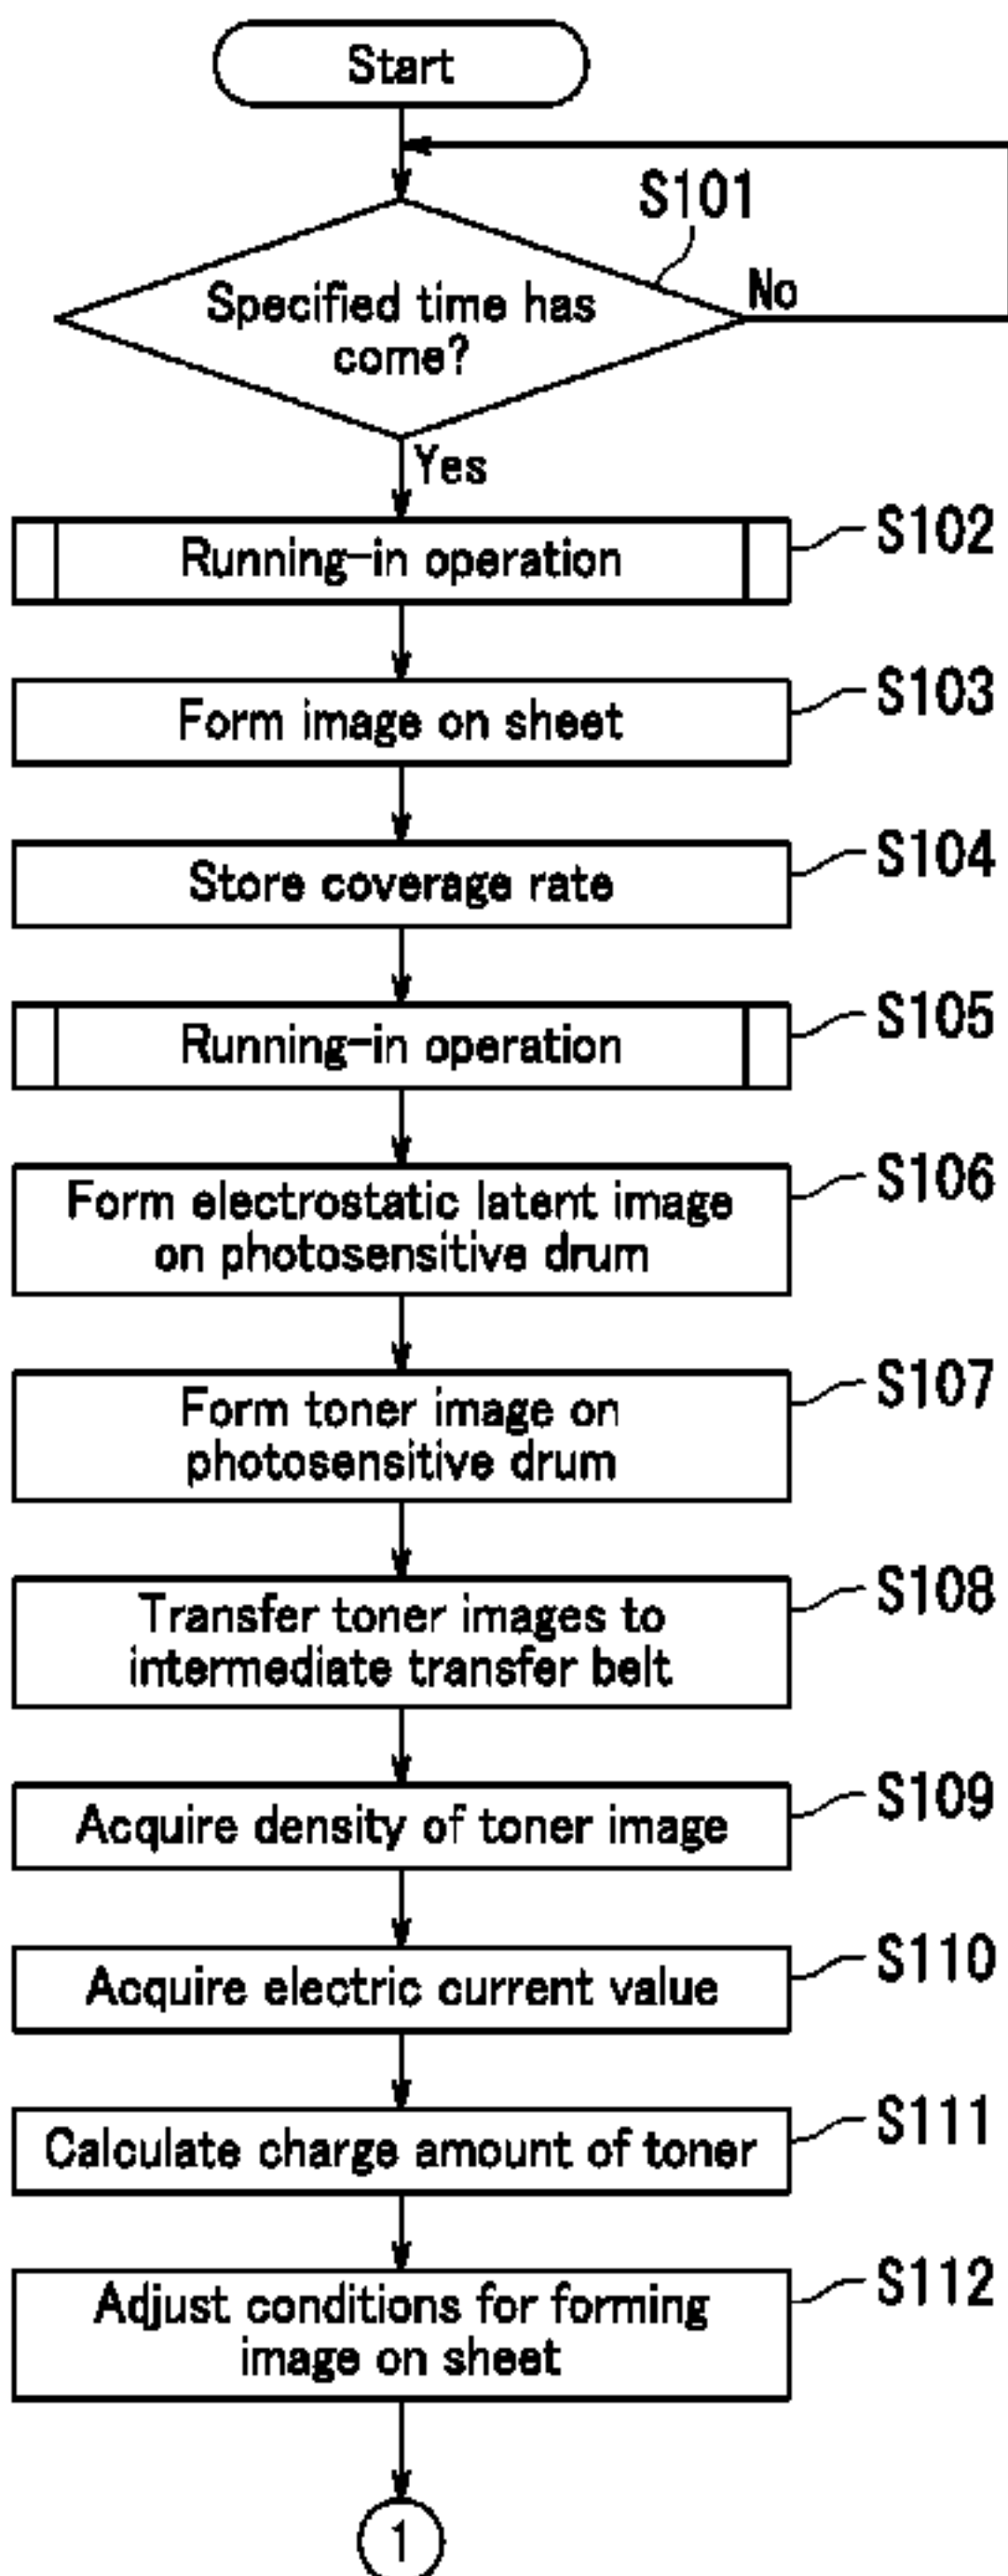 Start
S101
Specified time has
come?
No
Yes
Running-in operation
S102
Form image on sheet
S103
Store coverage rate
S104
Running-in operation
S105
Form electrostatic latent image
on photosensitive drum
S106
Form toner image on
photosensitive drum
S107
Transfer toner images to
intermediate transfer belt
S108
Acquire density of toner image
S109
Acquire electric current value
S110
Calculate charge amount of toner
S111
Adjust conditions for forming
image on sheet
S112
1